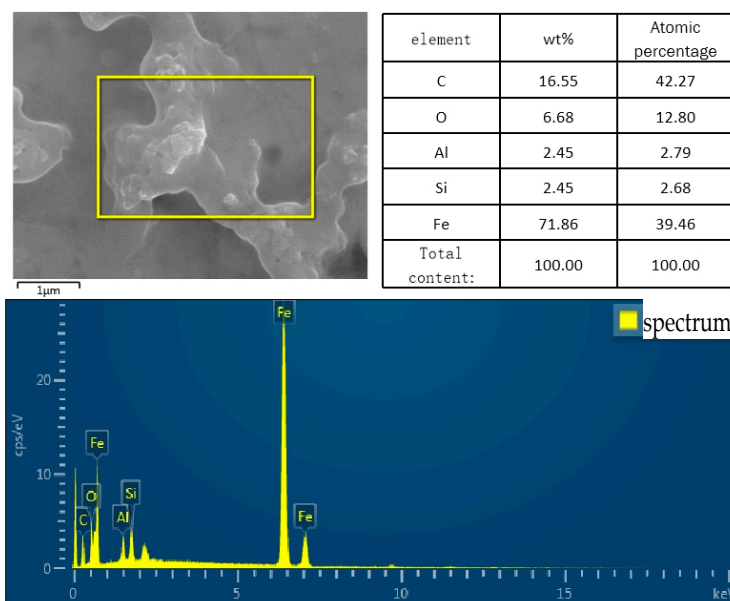 element wt% Atomic percentage
C 16.55 42.27
O 6.68 12.80
Al 2.45 2.79
Si 2.45 2.68
Fe 71.86 39.46
Total content: 100.00 100.00
1μm
Fe
spectrum
20
cps/eV
Fe
10
O
Si
C
Al
Fe
0
0 5 10 15 keV